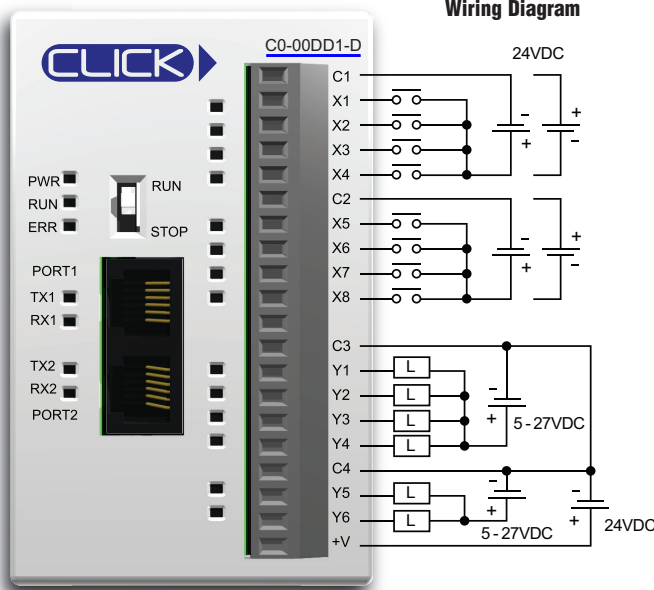 Wiring Diagram
CLICK
C0-00DD1-D
24VDC
C1
X1
X2
X3
X4
C2
X5
X6
X7
X8
C3
Y1 L
Y2 L
Y3 L
Y4 L
C4
Y5 L
Y6 L
+V
- +
+ -
- +
+ -
-
+ 5-27VDC
-
+
5-27VDC
-
+ 24VDC
PWR
RUN
ERR
RUN
STOP
PORT1
TX1
RX1
TX2
RX2
PORT2